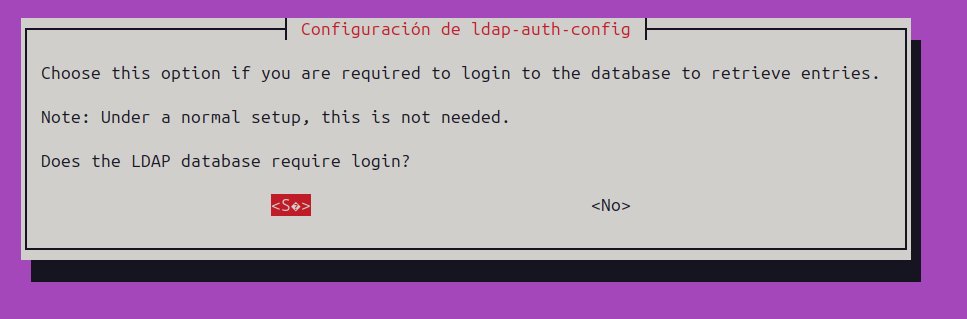 Configuración de ldap-auth-config
Choose this option if you are required to login to the database to retrieve entries.
Note: Under a normal setup, this is not needed.
Does the LDAP database require login?
<S�> <No>